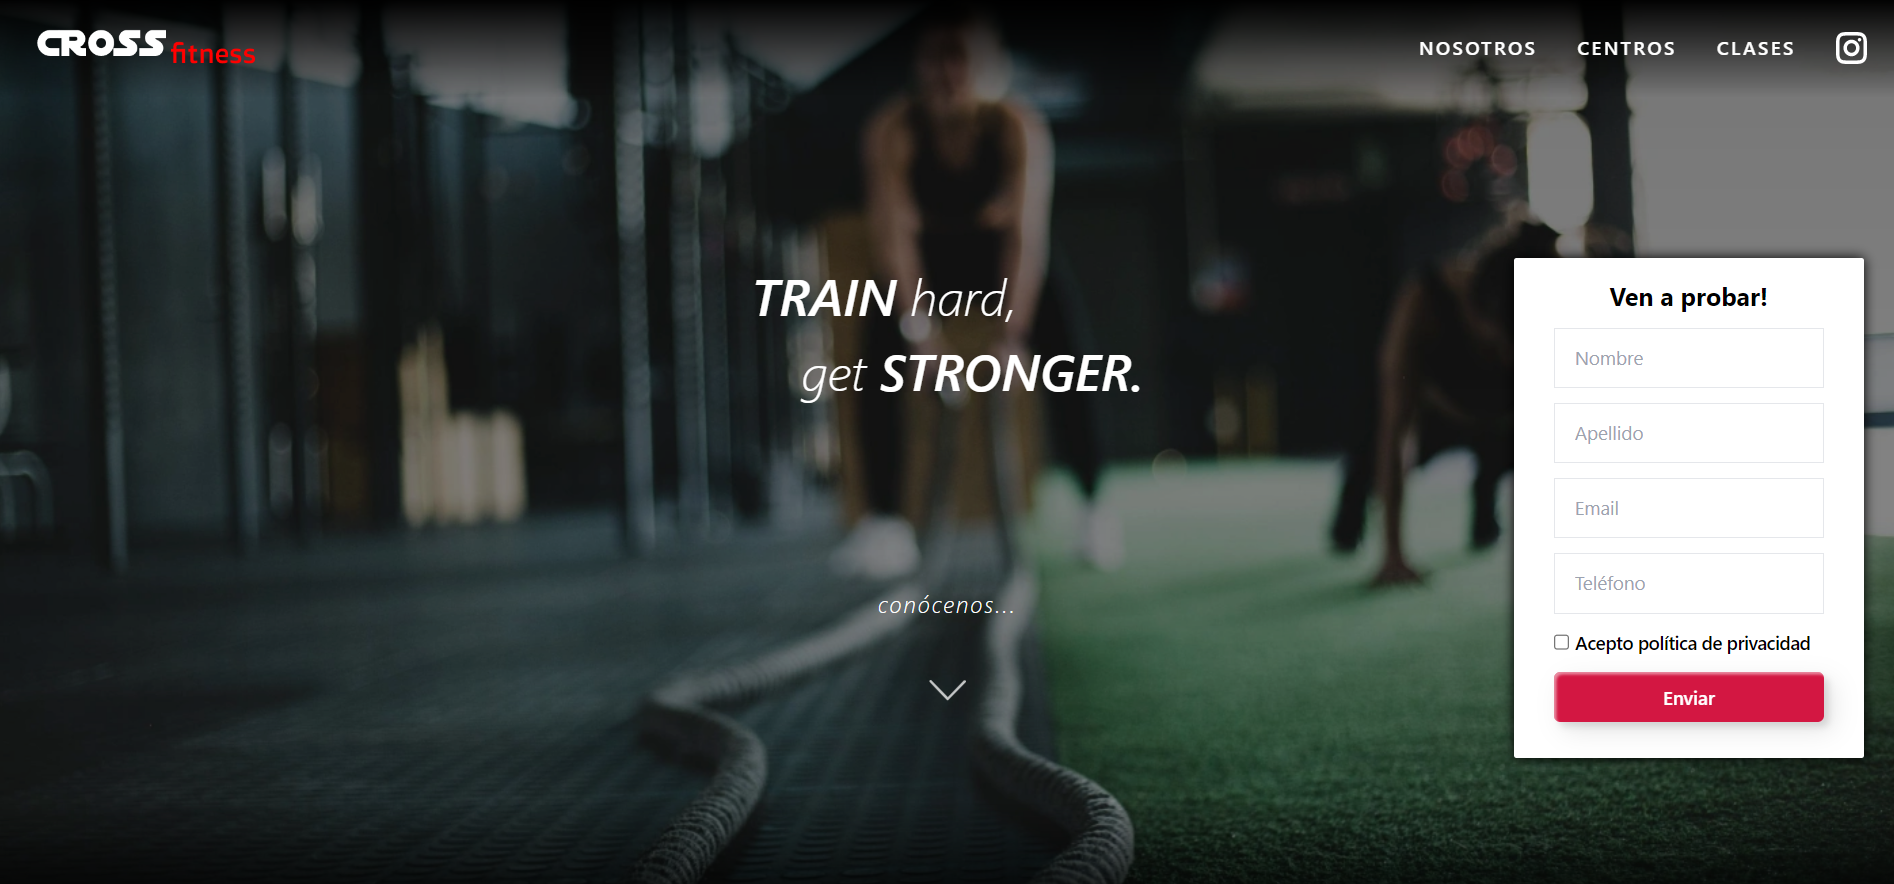 CROSS fitness
NOSOTROS CENTROS CLASES
TRAIN hard,
get STRONGER.
conócenos...
Ven a probar!
Nombre
Apellido
Email
Teléfono
Acepto política de privacidad
Enviar